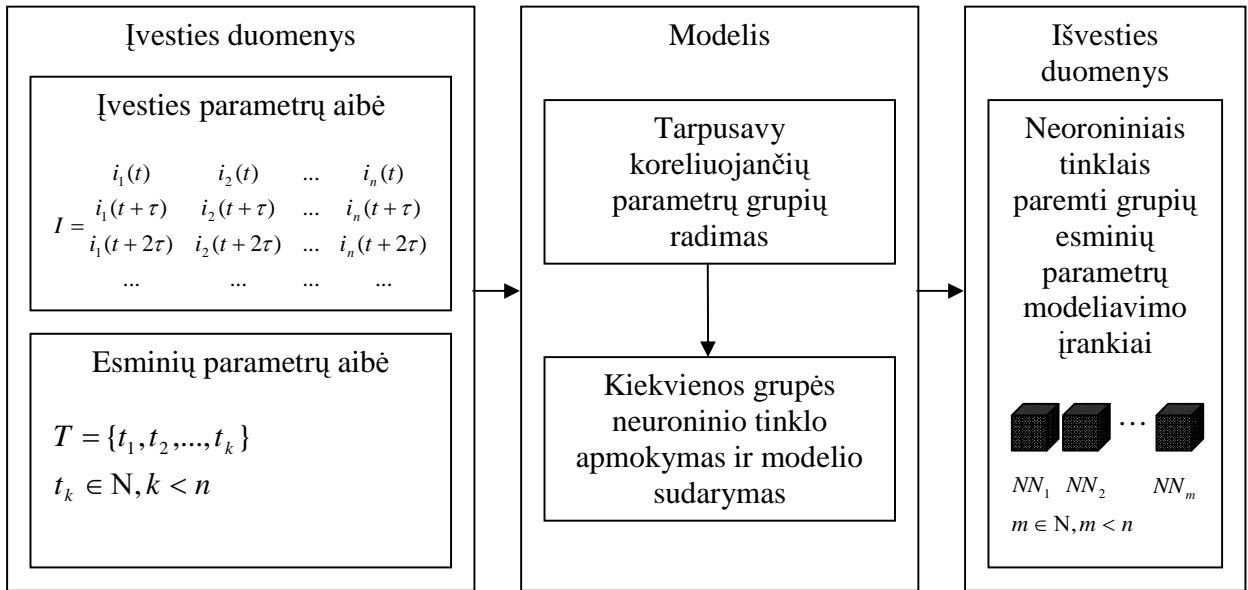 Įvesties duomenys
Įvesties parametrų aibė
i₁(t) i₂(t) ... iₙ(t)
I = i₁(t + τ) i₂(t + τ) ... iₙ(t + τ)
i₁(t + 2τ) i₂(t + 2τ) ... iₙ(t + 2τ)
... ... ... ...
Esminių parametrų aibė
T = {t₁, t₂,..., tₖ}
tₖ ∈ N, k < n
Modelis
Tarpusavy
koreliuojančių
parametrų grupių
radimas
Kiekvienos grupės
neuroninio tinklo
apmokymas ir modelio
sudarymas
Išvesties
duomenys
Neoroniniais
tinklais
paremti grupių
esminių
parametrų
modeliavimo
įrankiai
...
NN₁ NN₂ NNₘ
m ∈ N, m < n